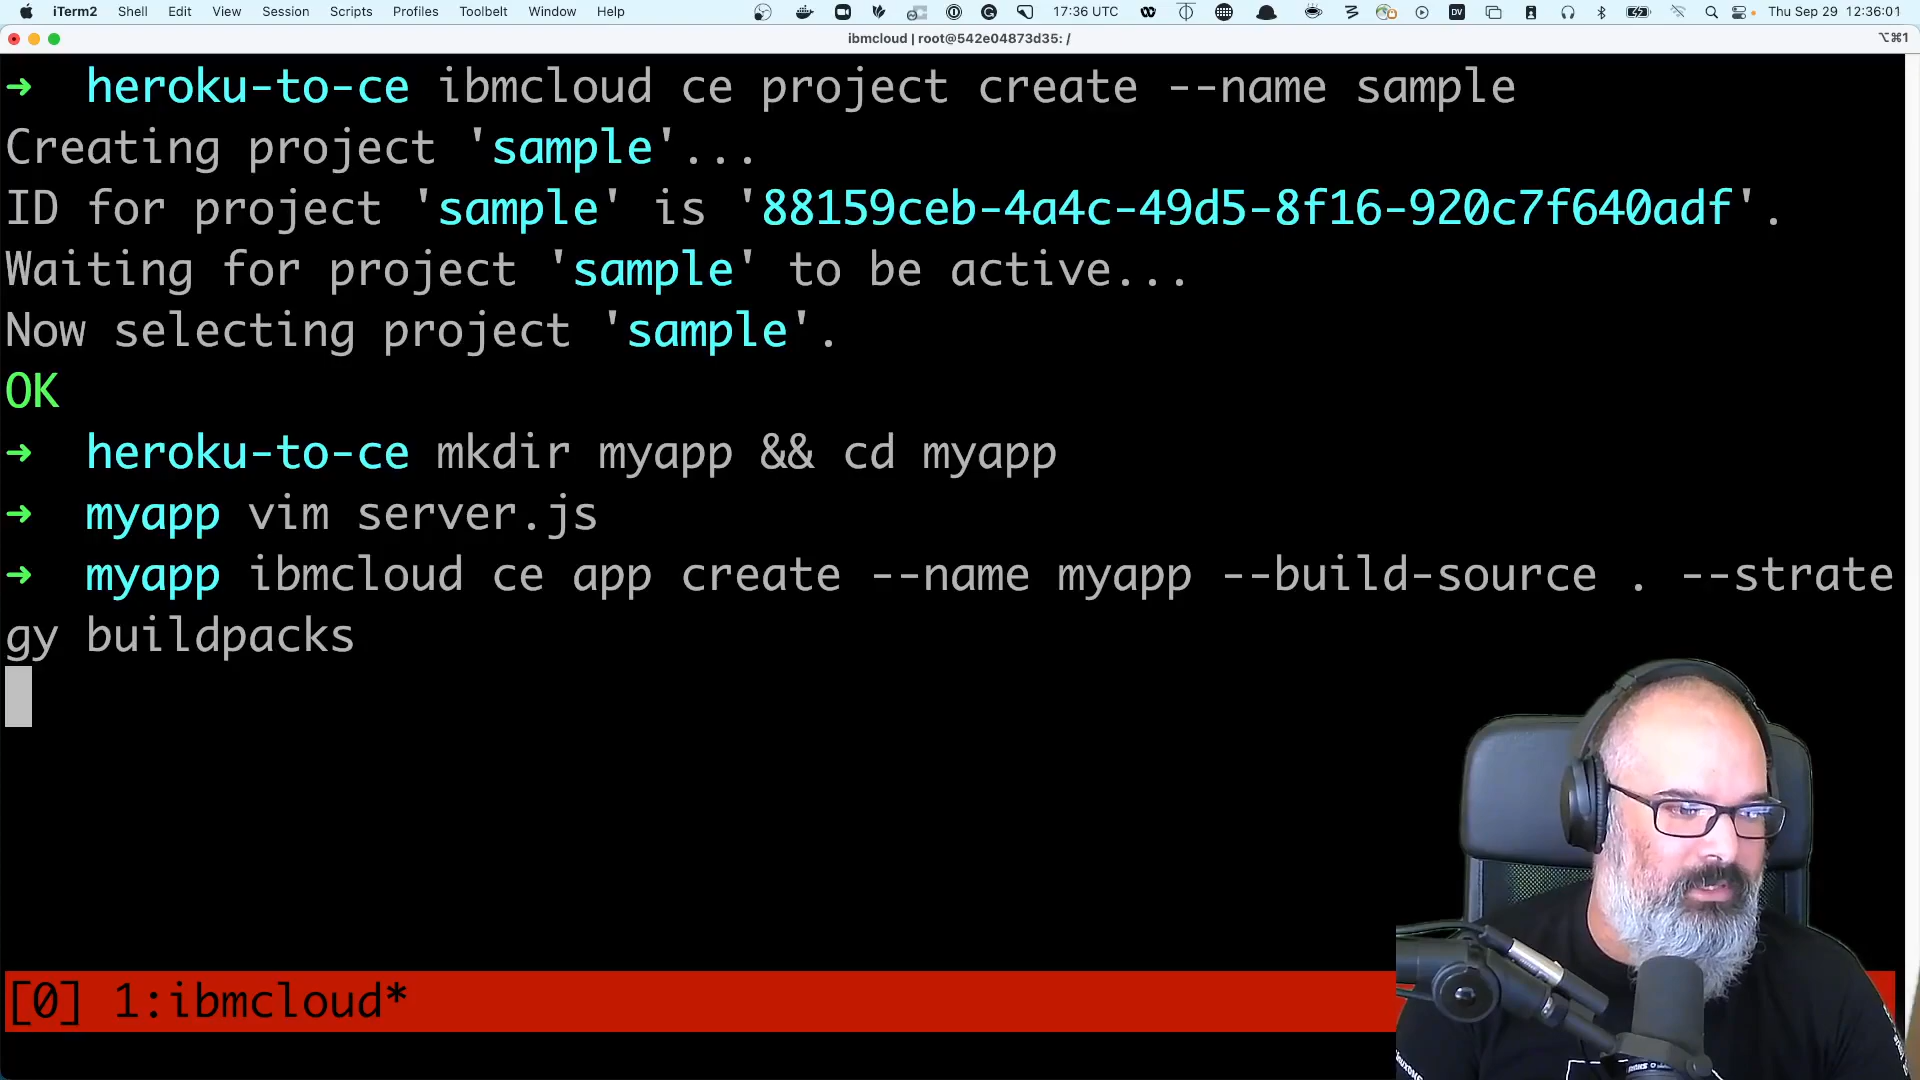 iTerm2 Shell Edit View Session Scripts Profiles Toolbelt Window Help 17:36 UTC DV Thu Sep 29 12:36:01
ibmcloud | root@542e04873d35: / ⌥⌘1
➜ heroku-to-ce ibmcloud ce project create --name sample
Creating project 'sample'...
ID for project 'sample' is '88159ceb-4a4c-49d5-8f16-920c7f640adf'.
Waiting for project 'sample' to be active...
Now selecting project 'sample'.
OK
➜ heroku-to-ce mkdir myapp && cd myapp
➜ myapp vim server.js
➜ myapp ibmcloud ce app create --name myapp --build-source . --strate
gy buildpacks
[0] 1:ibmcloud*